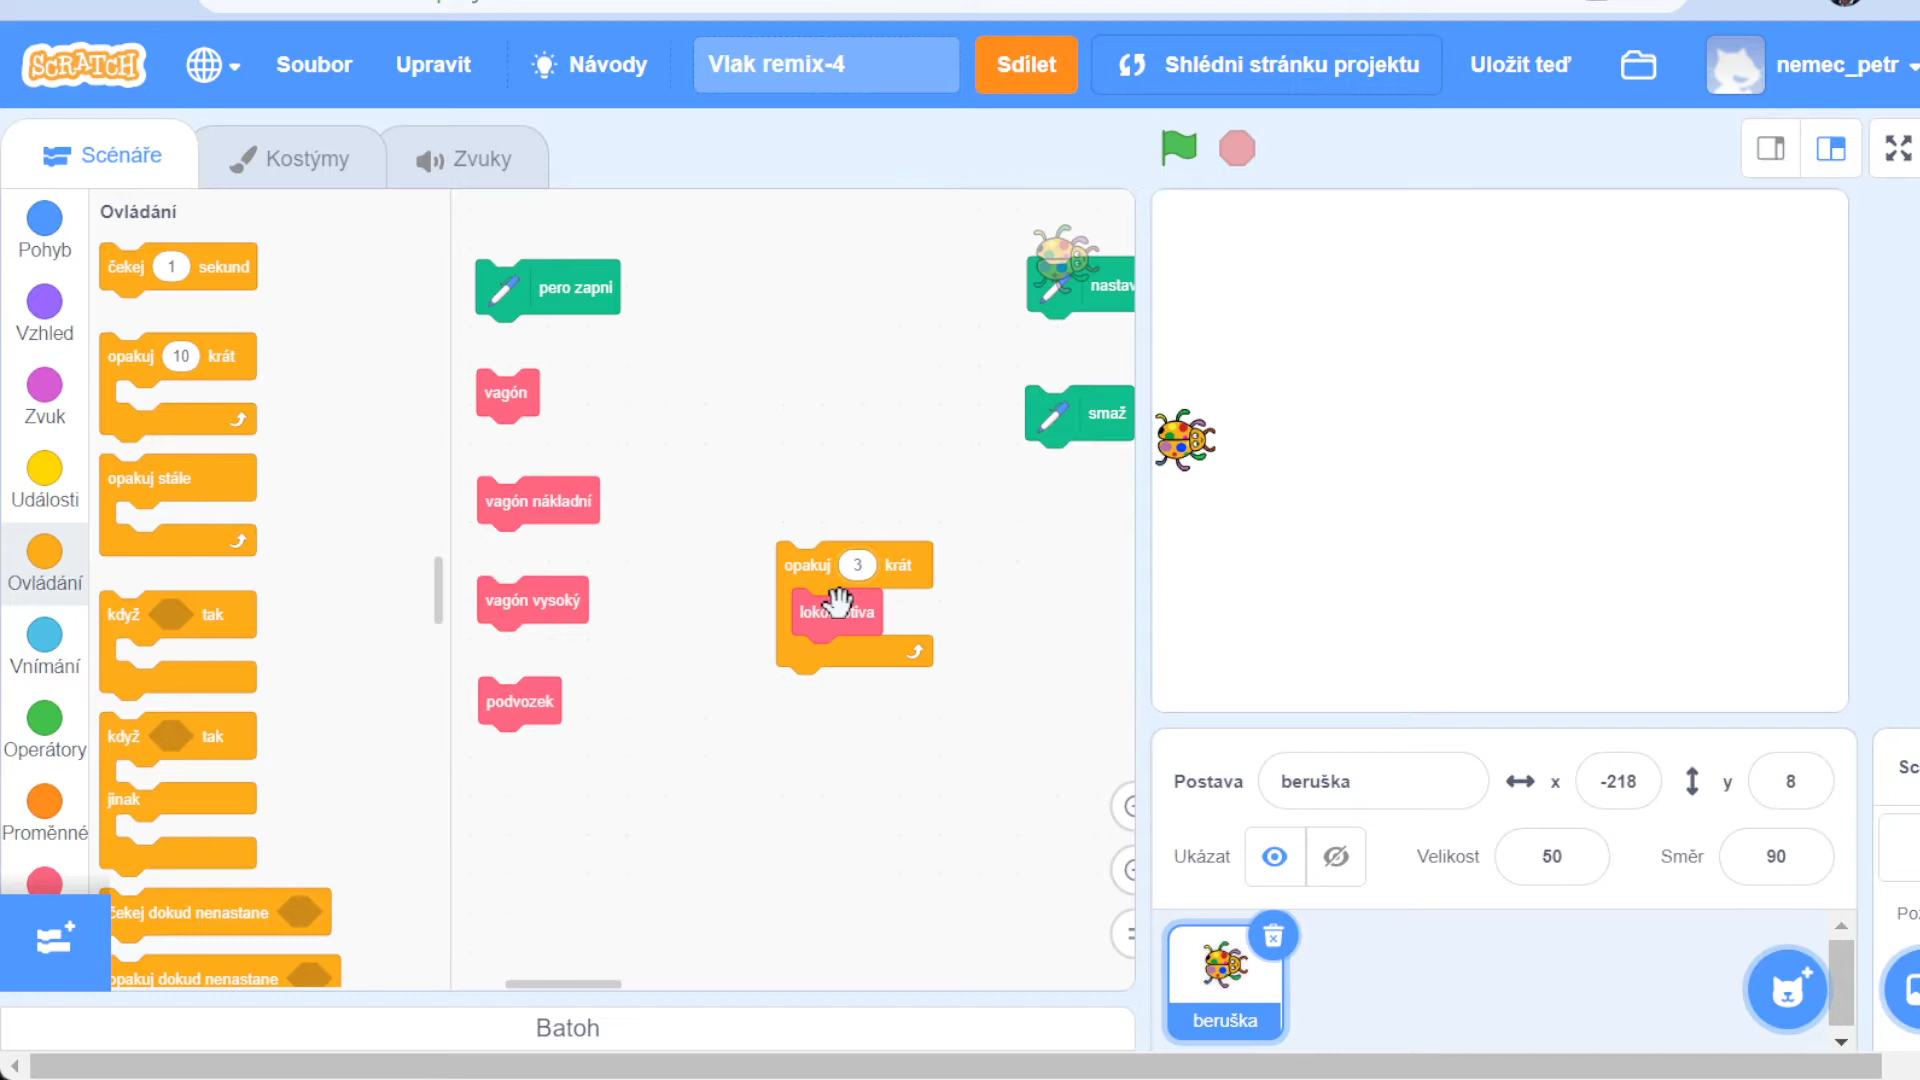 SCRATCH
Soubor
Upravit
Návody
Vlak remix-4
Sdílet
Shlédni stránku projektu
Uložit teď
nemec_petr
Scénáře
Kostýmy
Zvuky
Pohyb
Vzhled
Zvuk
Události
Ovládání
Vnímání
Operátory
Proměnné
Ovládání
čekej 1 sekund
opakuj 10 krát
opakuj stále
když tak
když tak
jinak
čekej dokud nenastane
opakuj dokud nenastane
pero zapni
vagón
vagón nákladní
vagón vysoký
podvozek
opakuj 3 krát
nastav
smaž
Batoh
Postava
beruška
x
-218
y
8
Ukázat
Velikost
50
Směr
90
beruška